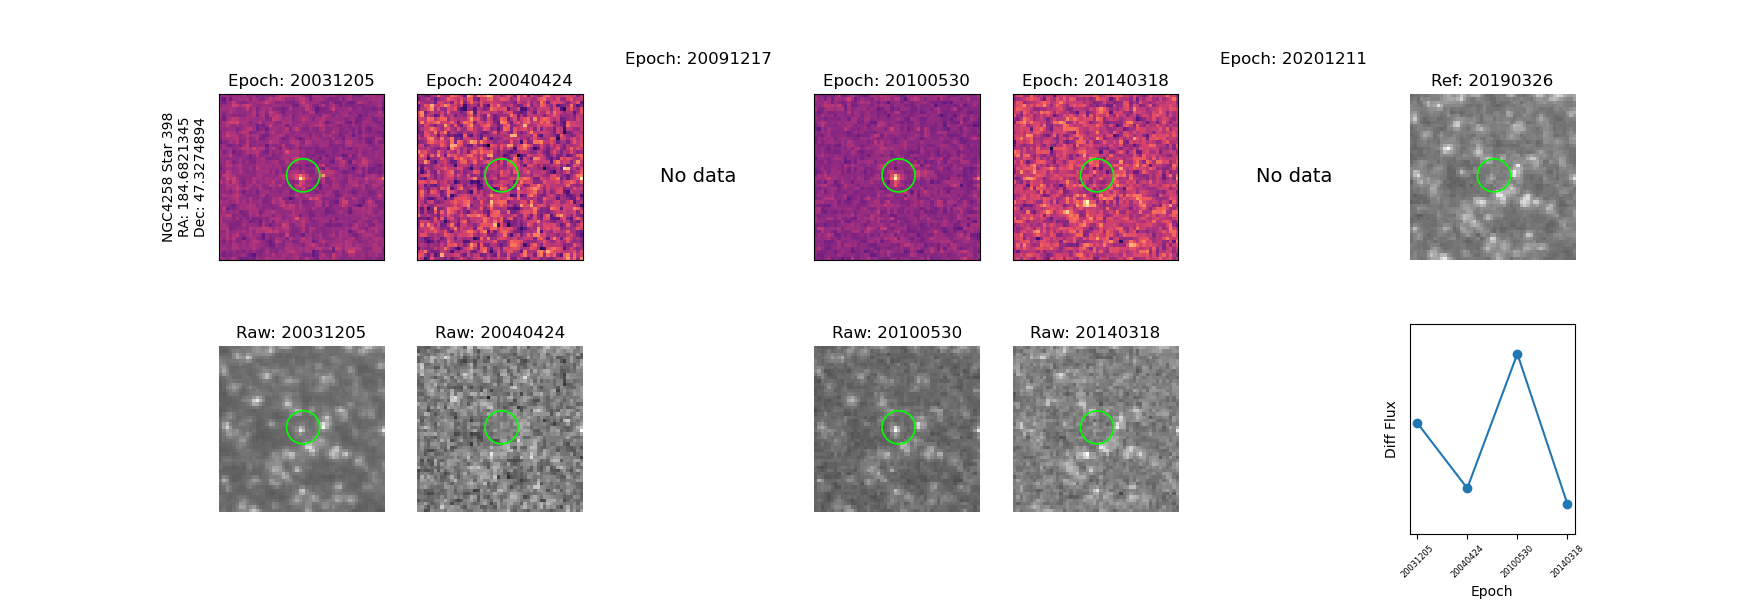 Epoch: 20091217
Epoch: 20201211
Epoch: 20031205
Epoch: 20040424
Epoch: 20100530
Epoch: 20140318
Ref: 20190326
NGC4258 Star 398
RA: 184.6821345
Dec: 47.3274894
No data
No data
Raw: 20031205
Raw: 20040424
Raw: 20100530
Raw: 20140318
Diff Flux
20031205
20040424
20100530
20140318
Epoch